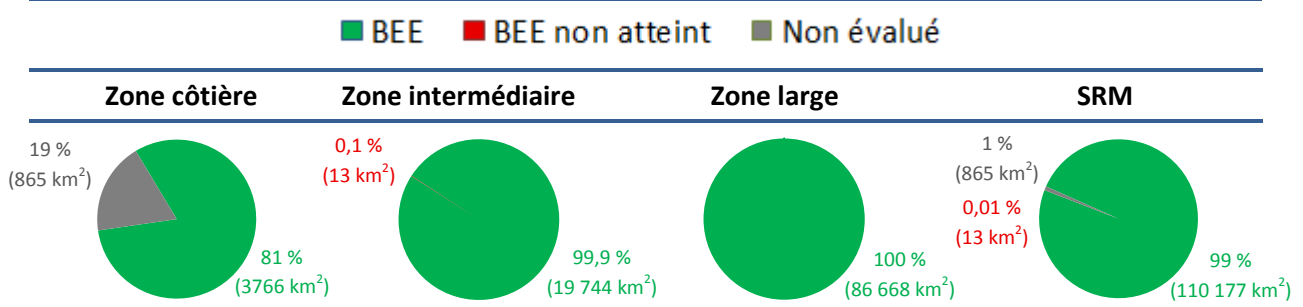 BEE BEE non atteint Non évalué
Zone côtière Zone intermédiaire Zone large SRM
19 %
(865 km²)
81 %
(3766 km²)
0,1 %
(13 km²)
99,9 %
(19 744 km²)
100 %
(86 668 km²)
1 %
(865 km²)
0,01 %
(13 km²)
99 %
(110 177 km²)